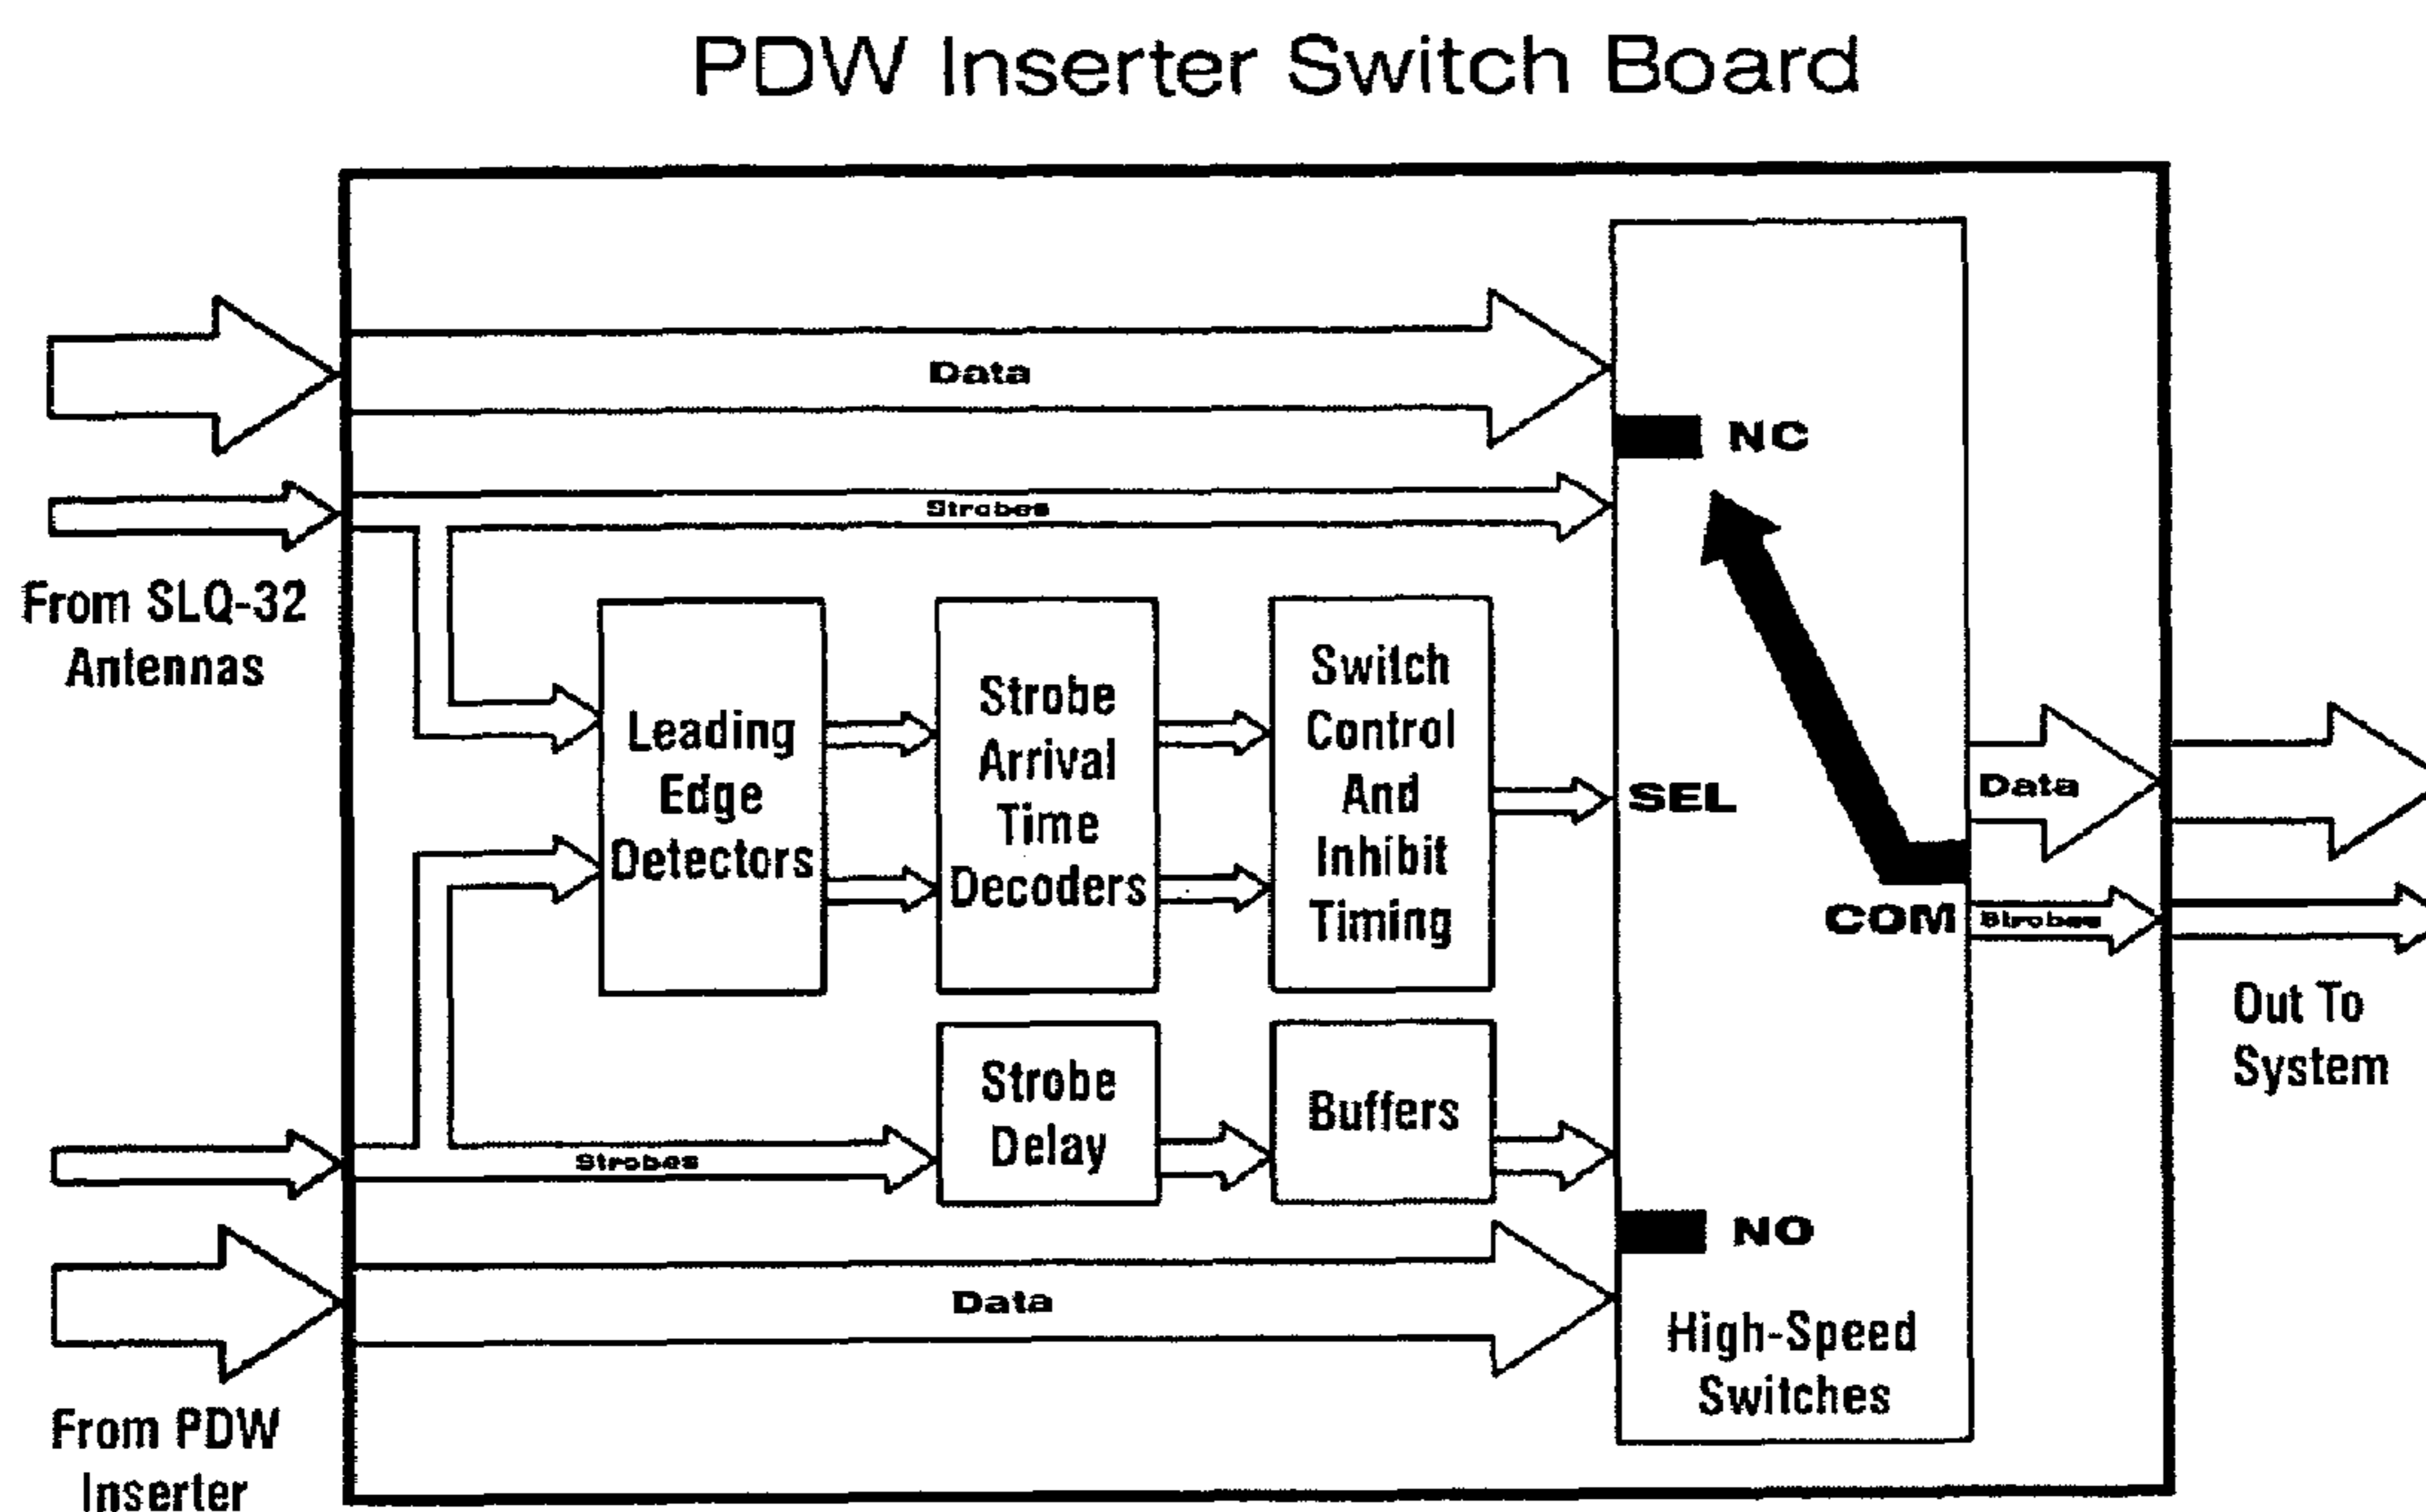 PDW Inserter Switch Board
Data
NC
Strobes
From SLQ-32
Antennas
Leading
Edge
Detectors
Strobe
Arrival
Time
Decoders
Switch
Control
And
Inhibit
Timing
SEL
Data
COM
Strobes
Out To
System
Strobe
Delay
Buffers
Strobes
NO
Data
High-Speed
Switches
From PDW
Inserter